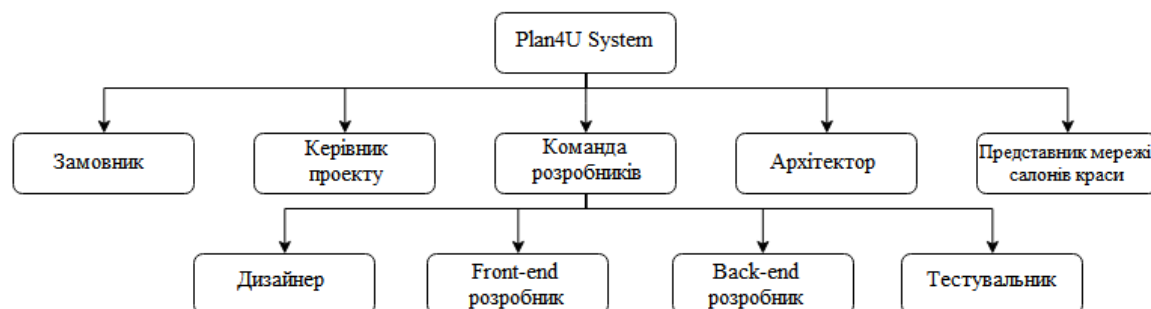 Plan4U System
Замовник
Керівник
проекту
Команда
розробників
Архітектор
Представник мережі
салонів краси
Дизайнер
Front-end
розробник
Back-end
розробник
Тестувальник